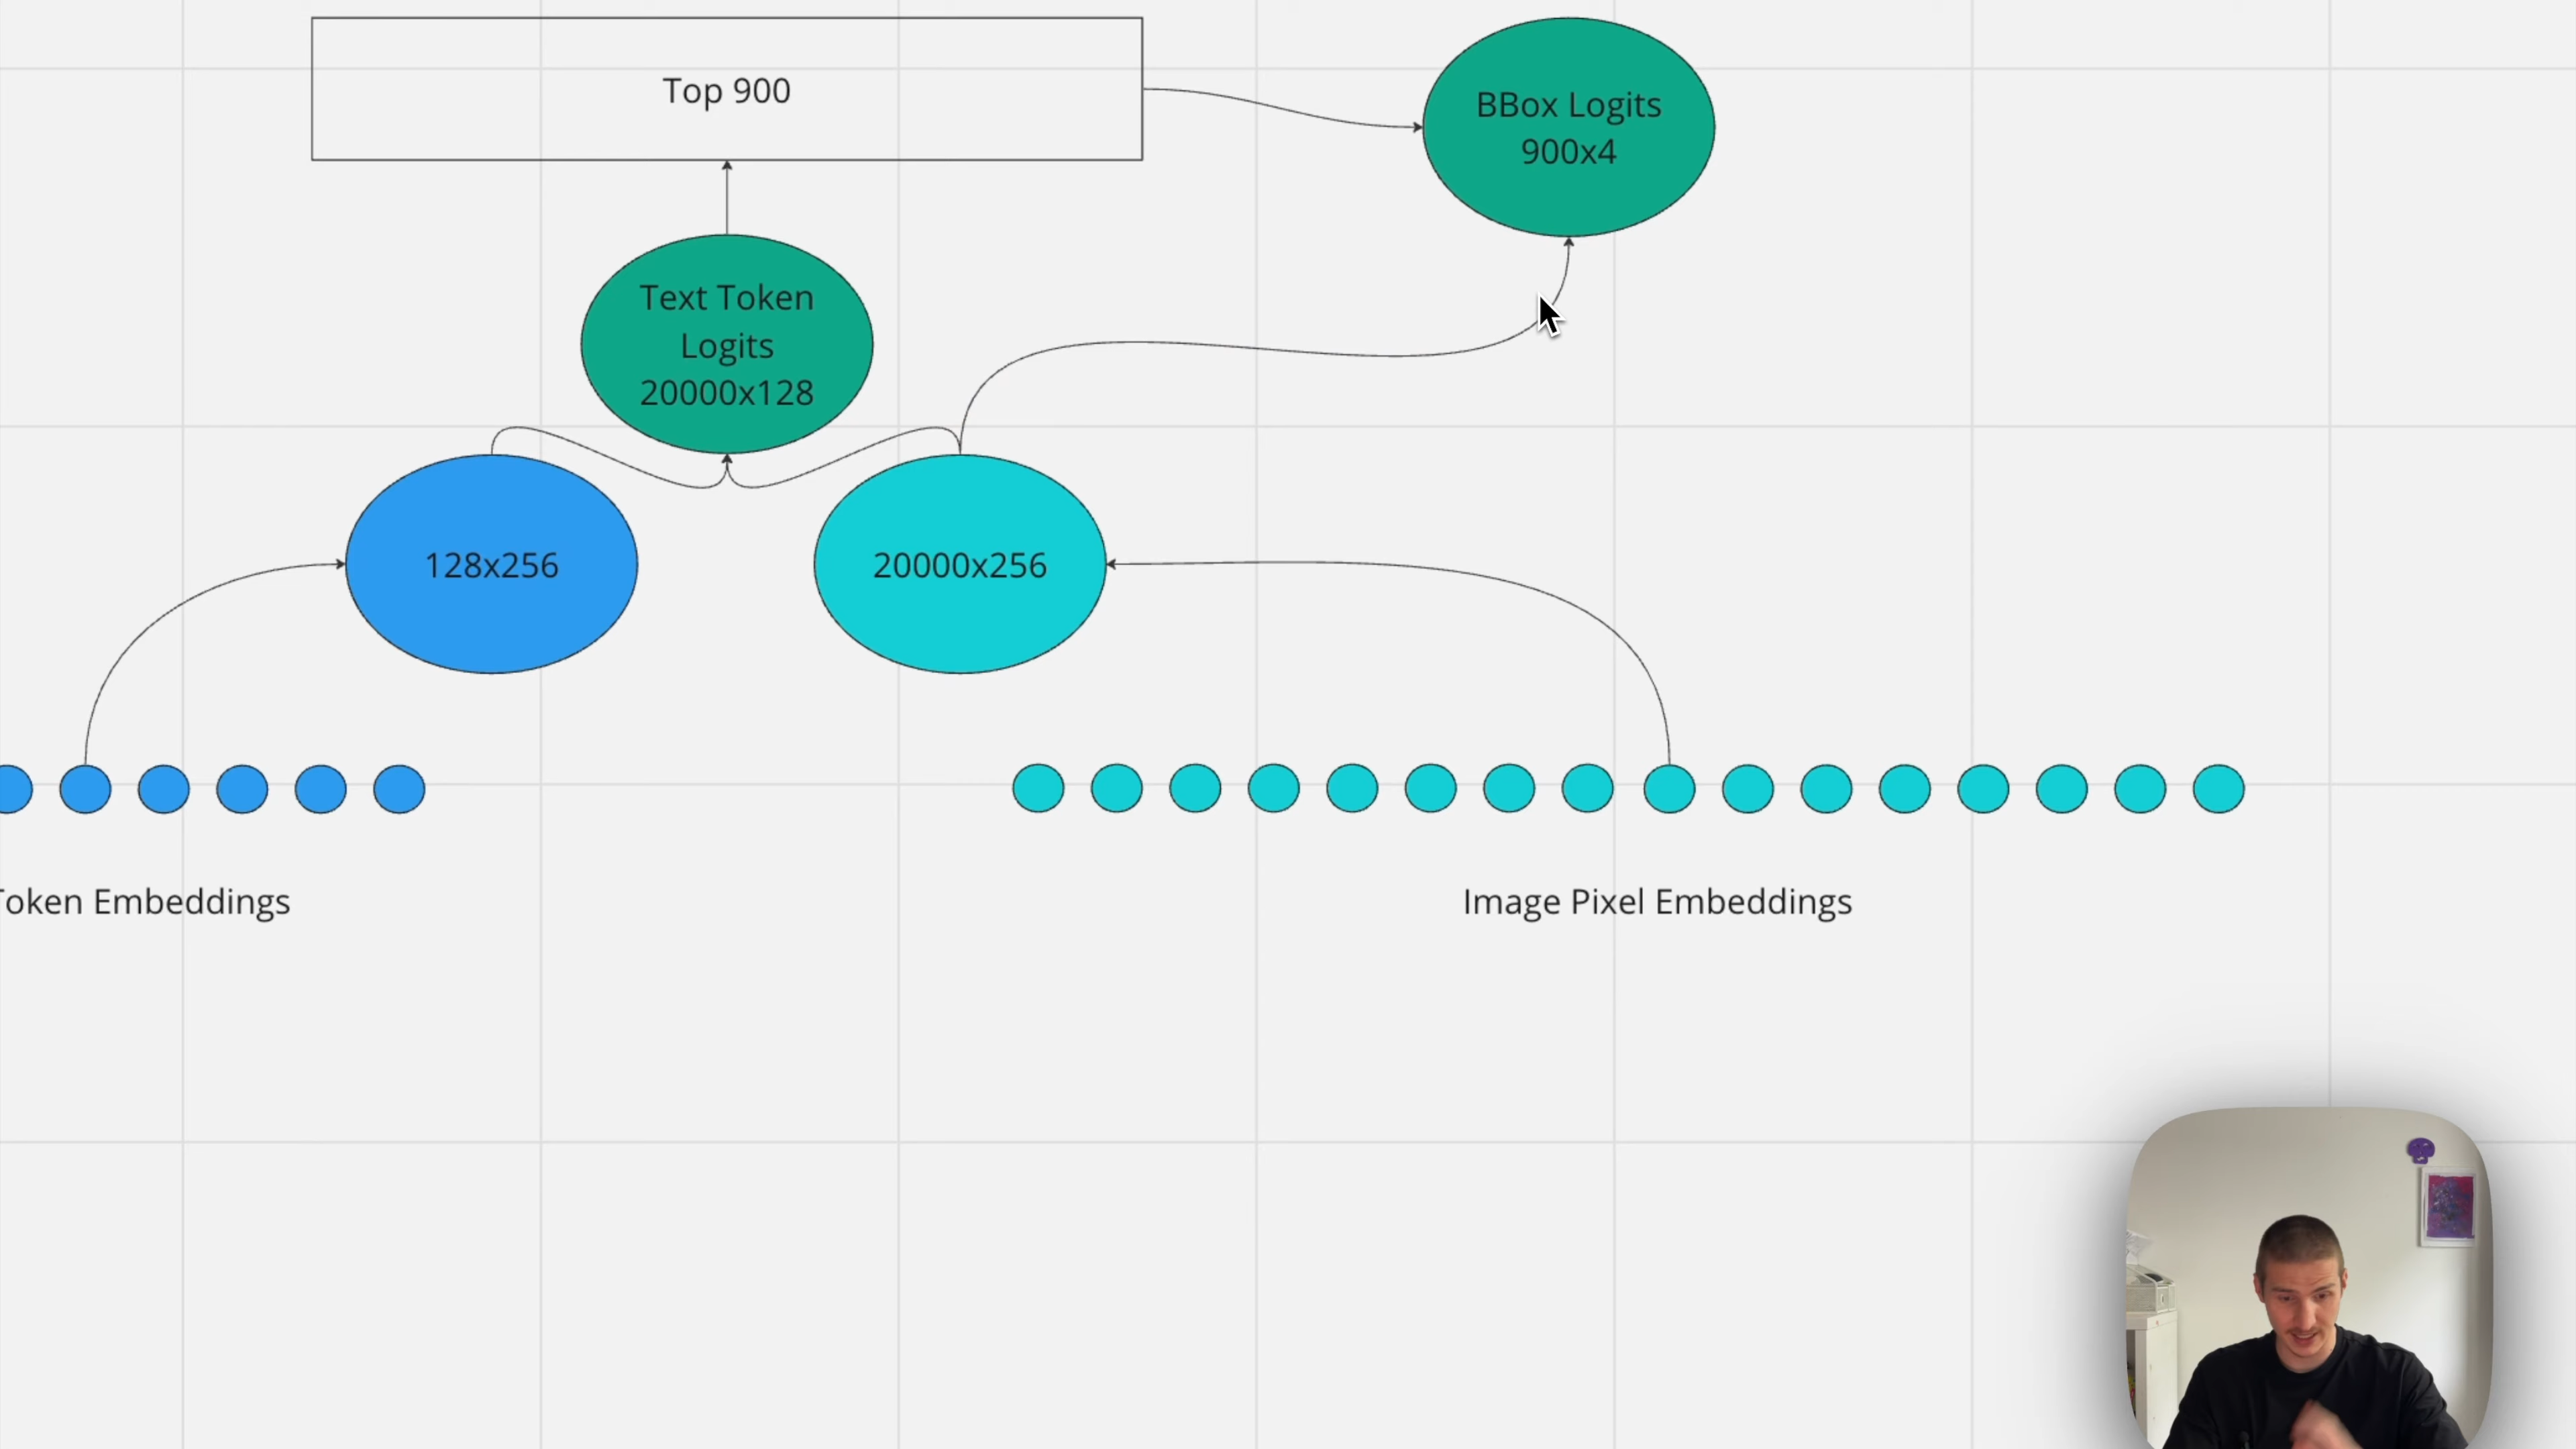 Top 900
BBox Logits
900x4
Text Token
Logits
20000x128
128x256
20000x256
Token Embeddings
Image Pixel Embeddings